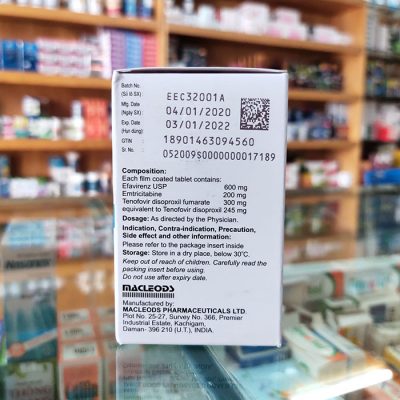 Batch No.
(Số lô SX)
EEC32001A
Mfg. Date
(Ngày SX)
04/01/2020
Exp. Date
(Hạn dùng)
03/01/2022
GTIN :
18901463094560
Sr. No. :
052009S0000000017189
Composition:
Each film coated tablet contains:
Efavirenz USP 600 mg
Emtricitabine 200 mg
Tenofovir disoproxil fumarate 300 mg
equivalent to Tenofovir disoproxil 245 mg
Dosage: As directed by the Physician.
Indication, Contra-indication, Precaution,
Side effect and other information:
Please refer to the package insert inside
Storage: Store in a dry place, below 30°C.
Keep out of reach of children. Carefully read the
packing insert before using.
Do not use after expiry date.
MACLEODS
Manufactured by:
MACLEODS PHARMACEUTICALS LTD.
Plot No. 25-27, Survey No. 366, Premier
Industrial Estate, Kachigam,
Daman- 396 210 (U.T.), INDIA.